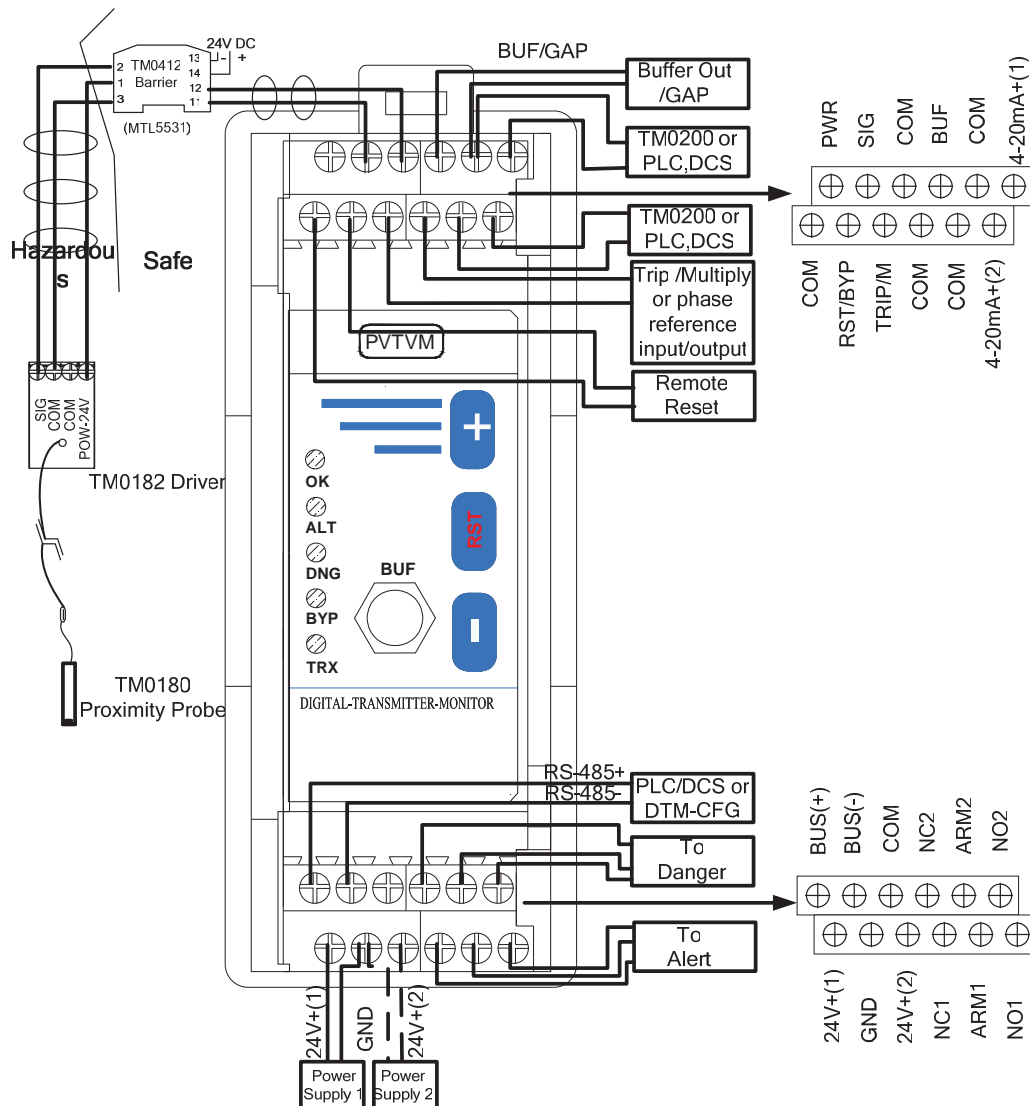 24V DC
- +
2 TM0412 13
14
1 Barrier
12
3 11
(MTL5531)
BUF/GAP
Buffer Out
/GAP
TM0200 or
PLC,DCS
TM0200 or
PLC,DCS
Trip /Multiply
or phase
reference
input/output
Remote
Reset
PWR
SIG
COM
BUF
COM
4-20mA+(1)
COM
RST/BYP
TRIP/M
COM
COM
4-20mA+(2)
Hazardou
s
Safe
SIG
COM
COM
POW-24V
TM0182 Driver
TM0180
Proximity Probe
PVTVM
+
OK
ALT
DNG
BYP
TRX
BUF
RST
-
DIGITAL-TRANSMITTER-MONITOR
RS-485+
RS-485-
PLC/DCS or
DTM-CFG
To
Danger
To
Alert
BUS(+)
BUS(-)
COM
NC2
ARM2
NO2
24V+(1)
GND
24V+(2)
NC1
ARM1
NO1
24V+(1)
GND
24V+(2)
Power
Supply 1
Power
Supply 2